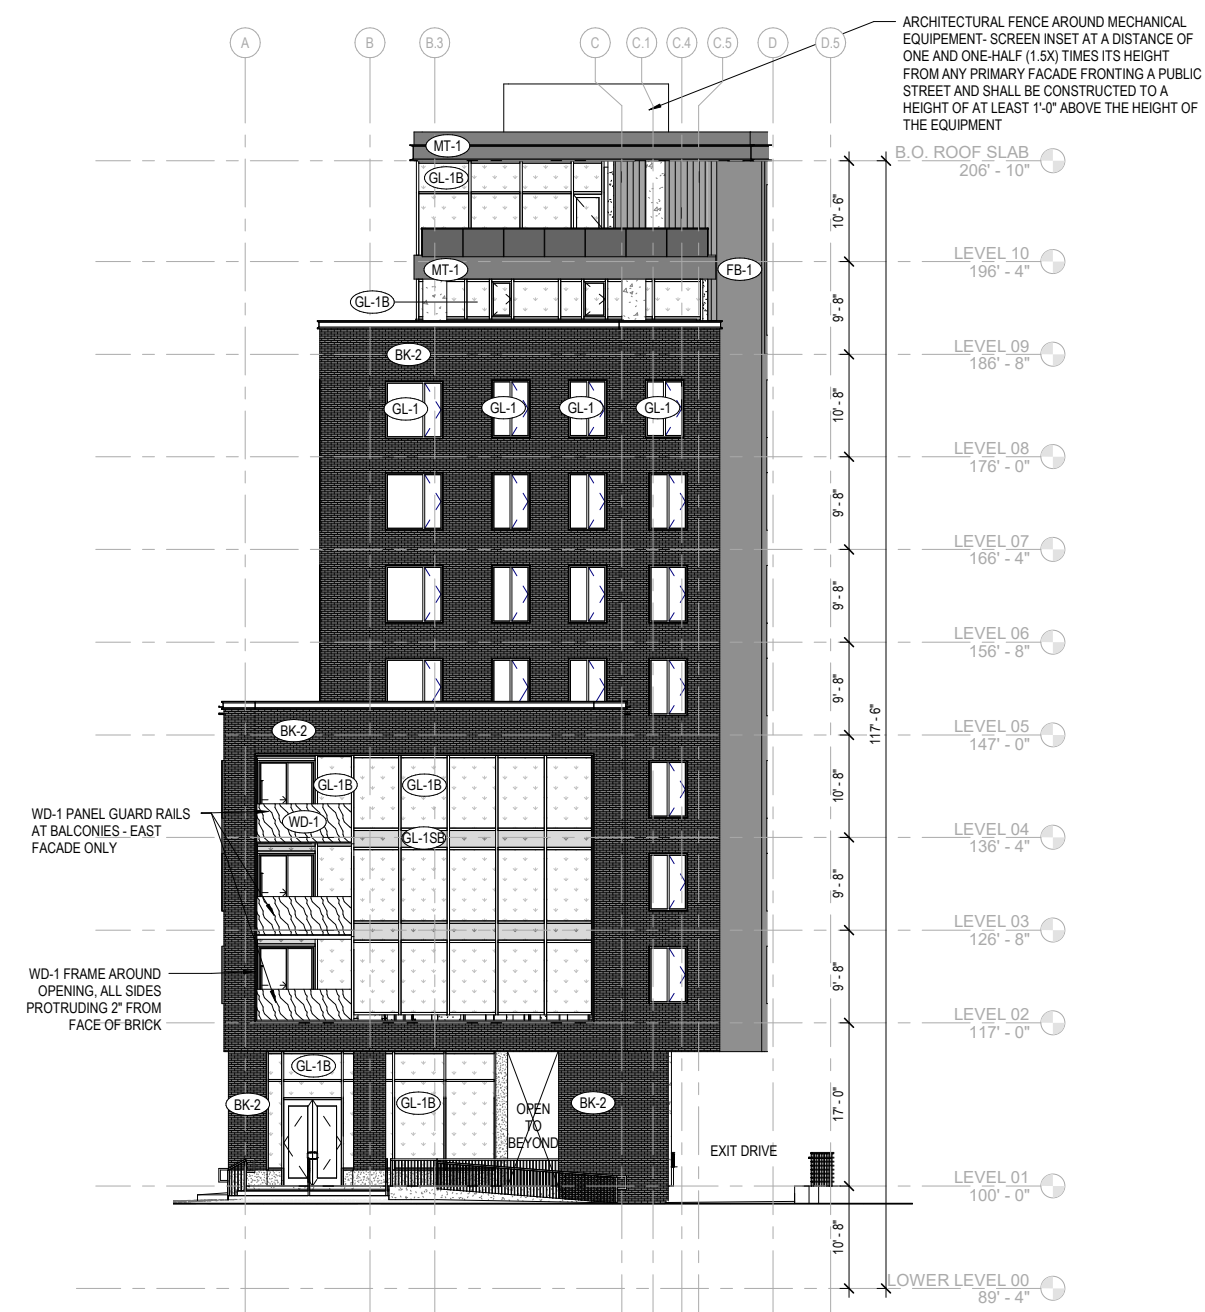 ARCHITECTURAL FENCE AROUND MECHANICAL
EQUIPEMENT- SCREEN INSET AT A DISTANCE OF
ONE AND ONE-HALF (1.5X) TIMES ITS HEIGHT
FROM ANY PRIMARY FACADE FRONTING A PUBLIC
STREET AND SHALL BE CONSTRUCTED TO A
HEIGHT OF AT LEAST 1'-0" ABOVE THE HEIGHT OF
THE EQUIPMENT
A B B.3 C C.1 C.4 C.5 D D.5
MT-1
B.O. ROOF SLAB
206' - 10"
GL-1B
10' - 6"
LEVEL 10
196' - 4"
MT-1
FB-1
GL-1B
9' - 8"
LEVEL 09
186' - 8"
BK-2
GL-1 GL-1 GL-1 GL-1
10' - 8"
LEVEL 08
176' - 0"
9' - 8"
LEVEL 07
166' - 4"
9' - 8"
LEVEL 06
156' - 8"
9' - 8"
117' - 6"
LEVEL 05
147' - 0"
BK-2
GL-1B GL-1B
10' - 8"
WD-1 PANEL GUARD RAILS
AT BALCONIES - EAST
FACADE ONLY
WD-1
GL-1SB
LEVEL 04
136' - 4"
9' - 8"
LEVEL 03
126' - 8"
9' - 8"
WD-1 FRAME AROUND
OPENING, ALL SIDES
PROTRUDING 2" FROM
FACE OF BRICK
LEVEL 02
117' - 0"
GL-1B
BK-2
GL-1B
BK-2
17' - 0"
OPEN
TO
BEYOND
EXIT DRIVE
LEVEL 01
100' - 0"
10' - 8"
LOWER LEVEL 00
89' - 4"